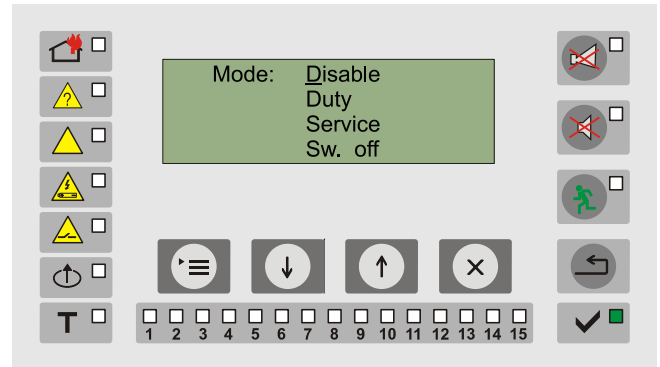 Mode: Disable
Duty
Service
Sw. off
?
T
1 2 3 4 5 6 7 8 9 10 11 12 13 14 15